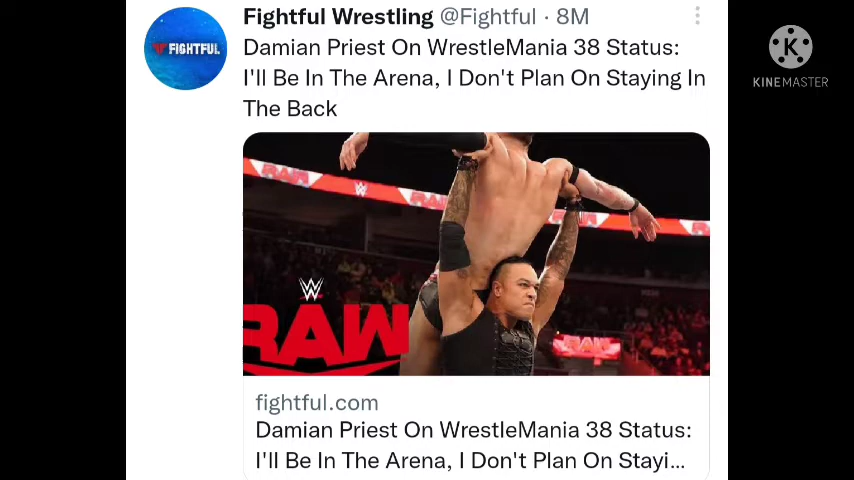 Fightful Wrestling @Fightful · 8M
Damian Priest On WrestleMania 38 Status:
I'll Be In The Arena, I Don't Plan On Staying In
The Back
FIGHTFUL
K
KINEMASTER
RAW
RAW
RAW
W
RAW
RAW
fightful.com
Damian Priest On WrestleMania 38 Status:
I'll Be In The Arena, I Don't Plan On Stayi...